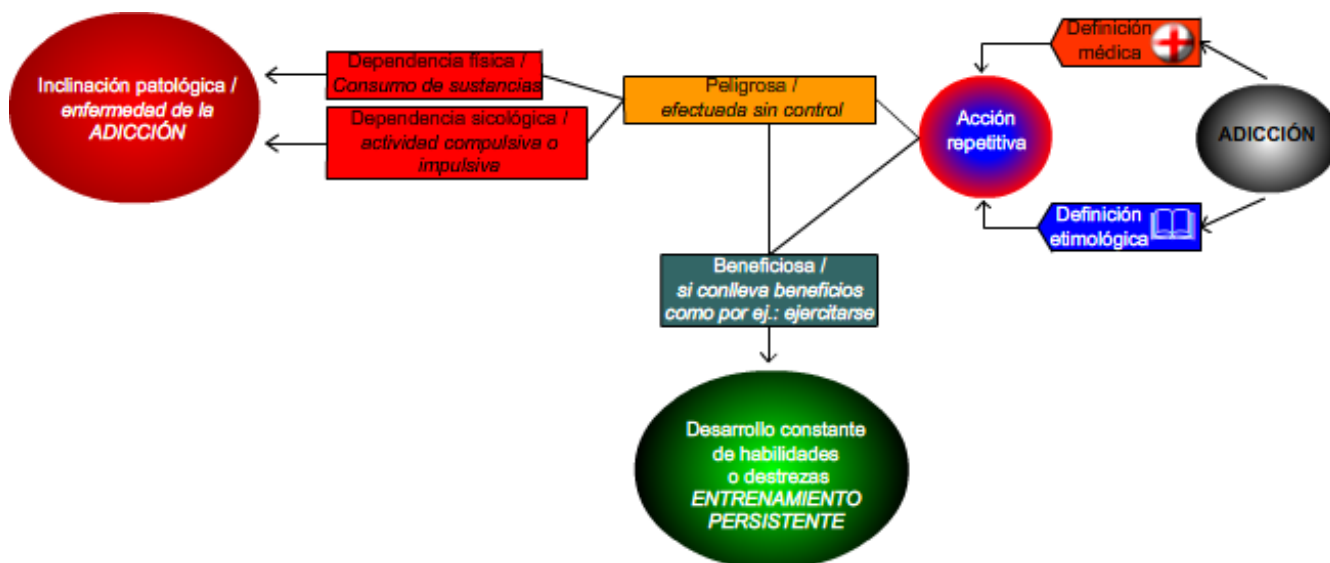 Inclinación patológica /
enfermedad de la
ADICCIÓN
Dependencia física /
Consumo de sustancias
Dependencia sicológica /
actividad compulsiva o
impulsiva
Peligrosa /
efectuada sin control
Beneficiosa /
si conlleva beneficios
como por ej.: ejercitarse
Desarrollo constante
de habilidades
o destrezas
ENTRENAMIENTO
PERSISTENTE
Acción
repetitiva
Definición
médica
Definición
etimológica
ADICCIÓN